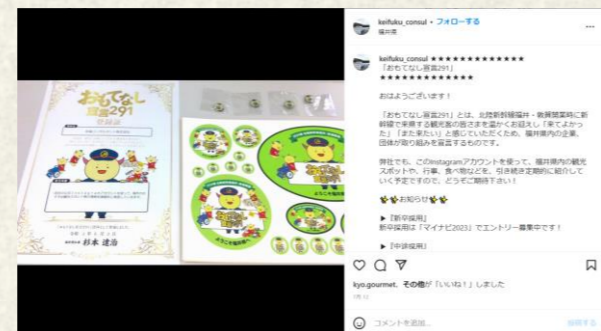 おもてなし
宣言291
登録証
杉本 達治
おもてなし
宣言291
ようこそ福井県へ
keifuku_consul • フォローする
福井県
keifuku_consul ★★★★★★★★★★★★★
「おもてなし宣言291」
★★★★★★★★★★★★★
おはようございます！
「おもてなし宣言291」とは、北陸新幹線福井・敦賀開業時に新
幹線で来県する観光客の皆さまを温かくお迎えし「来てよかっ
た」「また来たい」と感じていただくため、福井県内の企業、
団体が取り組みを宣言するものです。
弊社でも、このInstagramアカウントを使って、福井県内の観光
スポットや、行事、食べ物などを、引き続き定期的に紹介して
いく予定ですので、どうぞご期待下さい！
お知らせ
▶『新卒採用』
新卒採用は「マイナビ2023」でエントリー募集中です！
▶『中途採用』
kyo.gourmet、その他が「いいね！」しました
コメントを追加...
投稿する